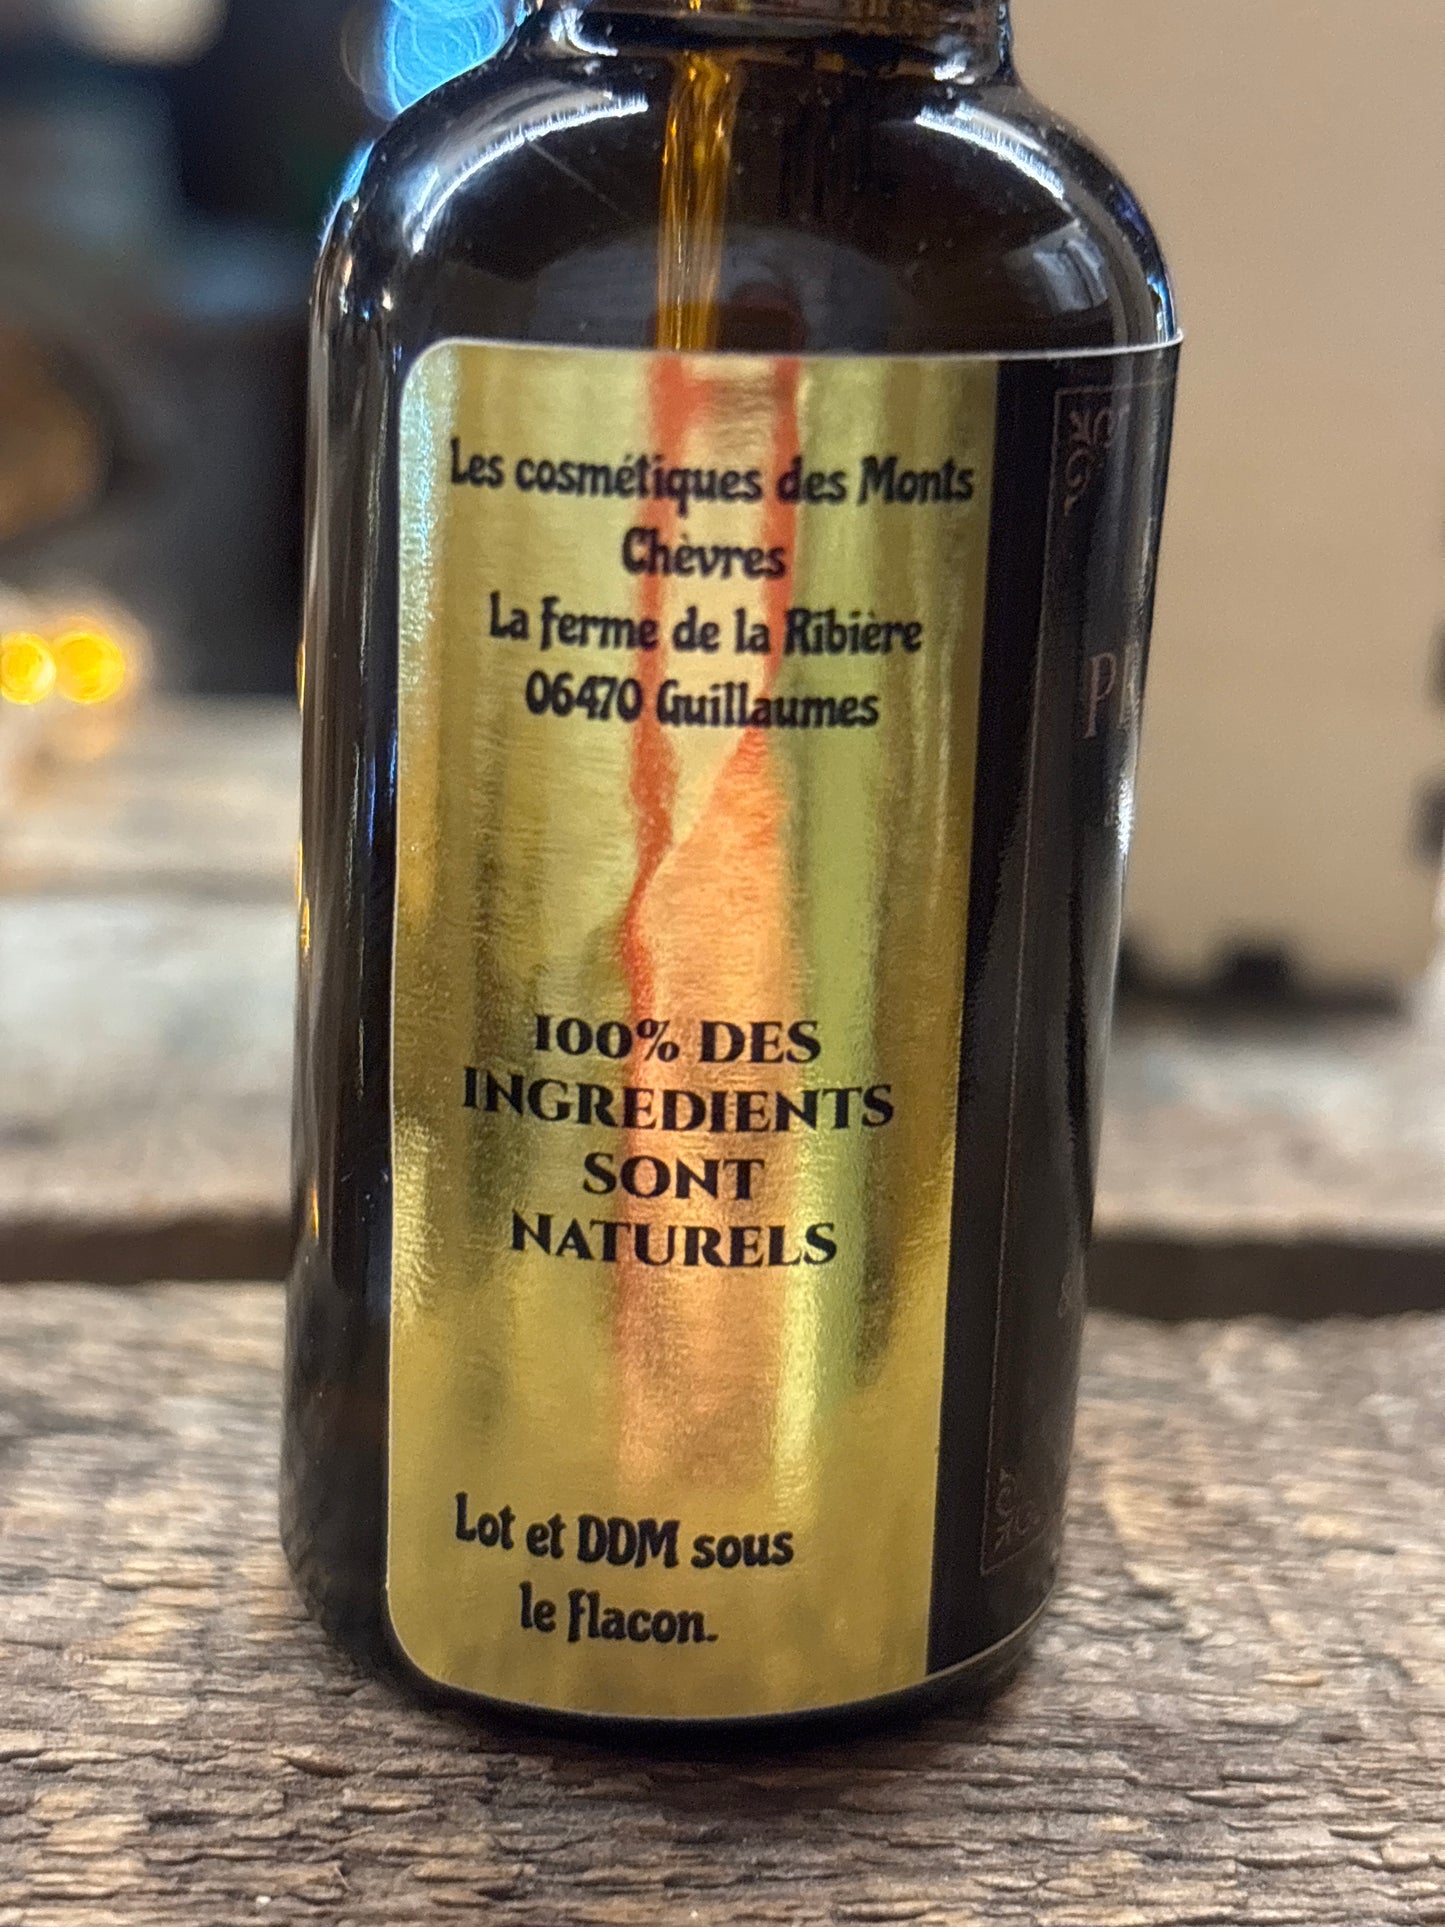 Les cosmétiques des Monts
Chèvres
La ferme de la Ribière
06470 Guillaumes
100% DES
INGREDIENTS
SONT
NATURELS
Lot et DDM sous
le flacon.